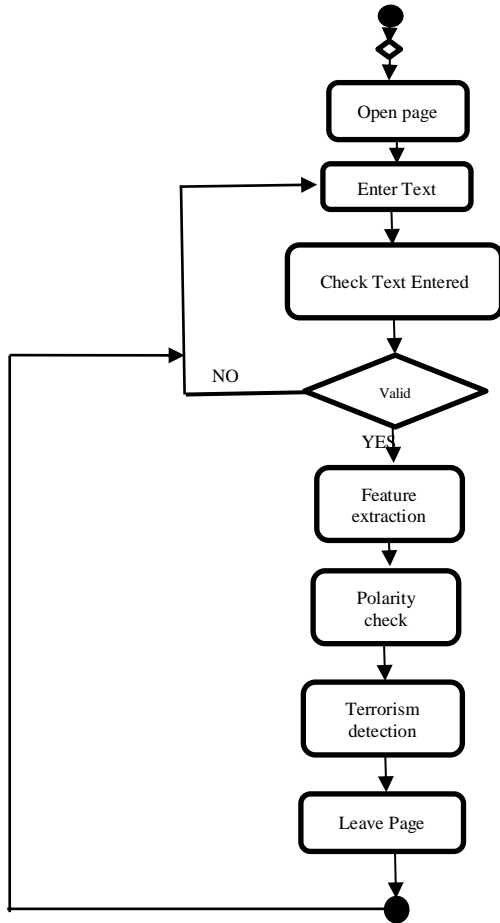 Open page
Enter Text
Check Text Entered
NO
Valid
YES
Feature
extraction
Polarity
check
Terrorism
detection
Leave Page